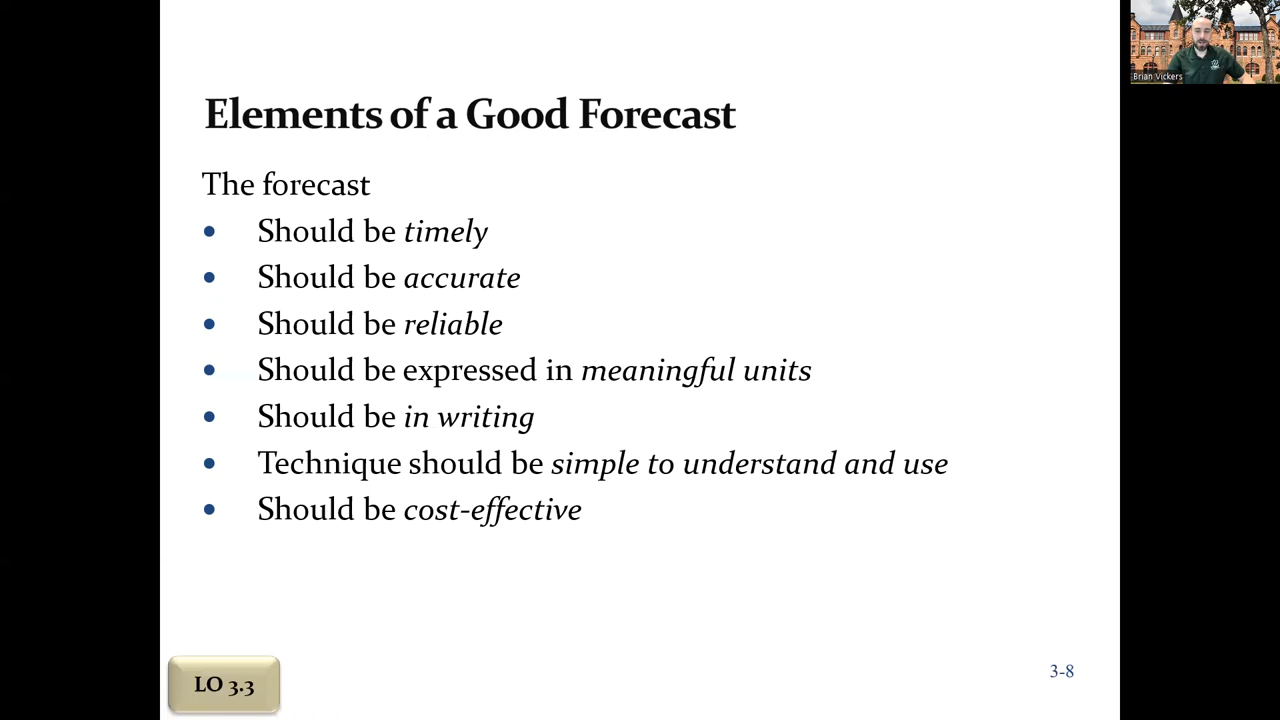 Brian Vickers
Elements of a Good Forecast
The forecast
• Should be timely
• Should be accurate
• Should be reliable
• Should be expressed in meaningful units
• Should be in writing
• Technique should be simple to understand and use
• Should be cost-effective
LO 3.3
3-8